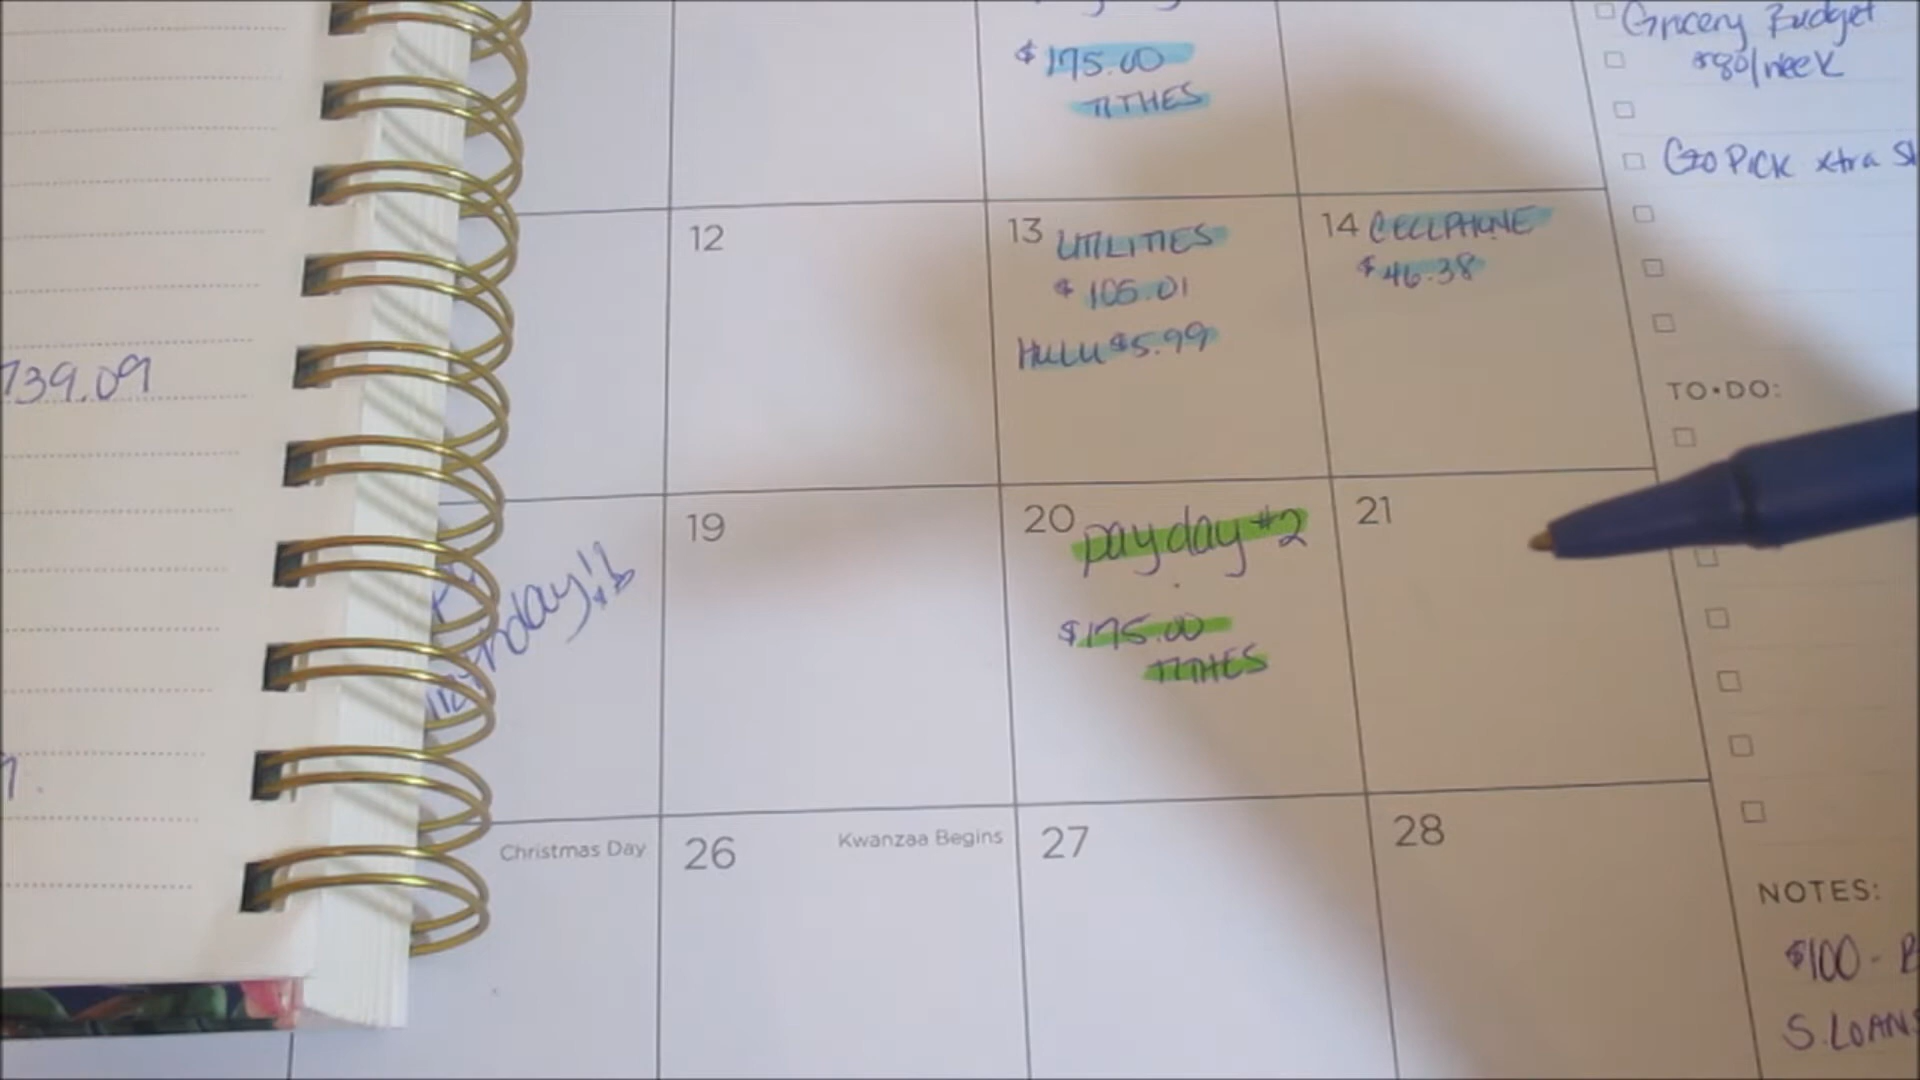 $175.00
TITHES
Grocery Budget
$80/week
Go Pick xtra
12
13 UTILITIES
$105.01
HULU $5.99
14 CELLPHONE
$46.38
739.09
TO•DO:
19
20 payday #2
$175.00
TITHES
21
Christmas Day
26 Kwanzaa Begins
27
28
NOTES:
$100 -
S. LOANS